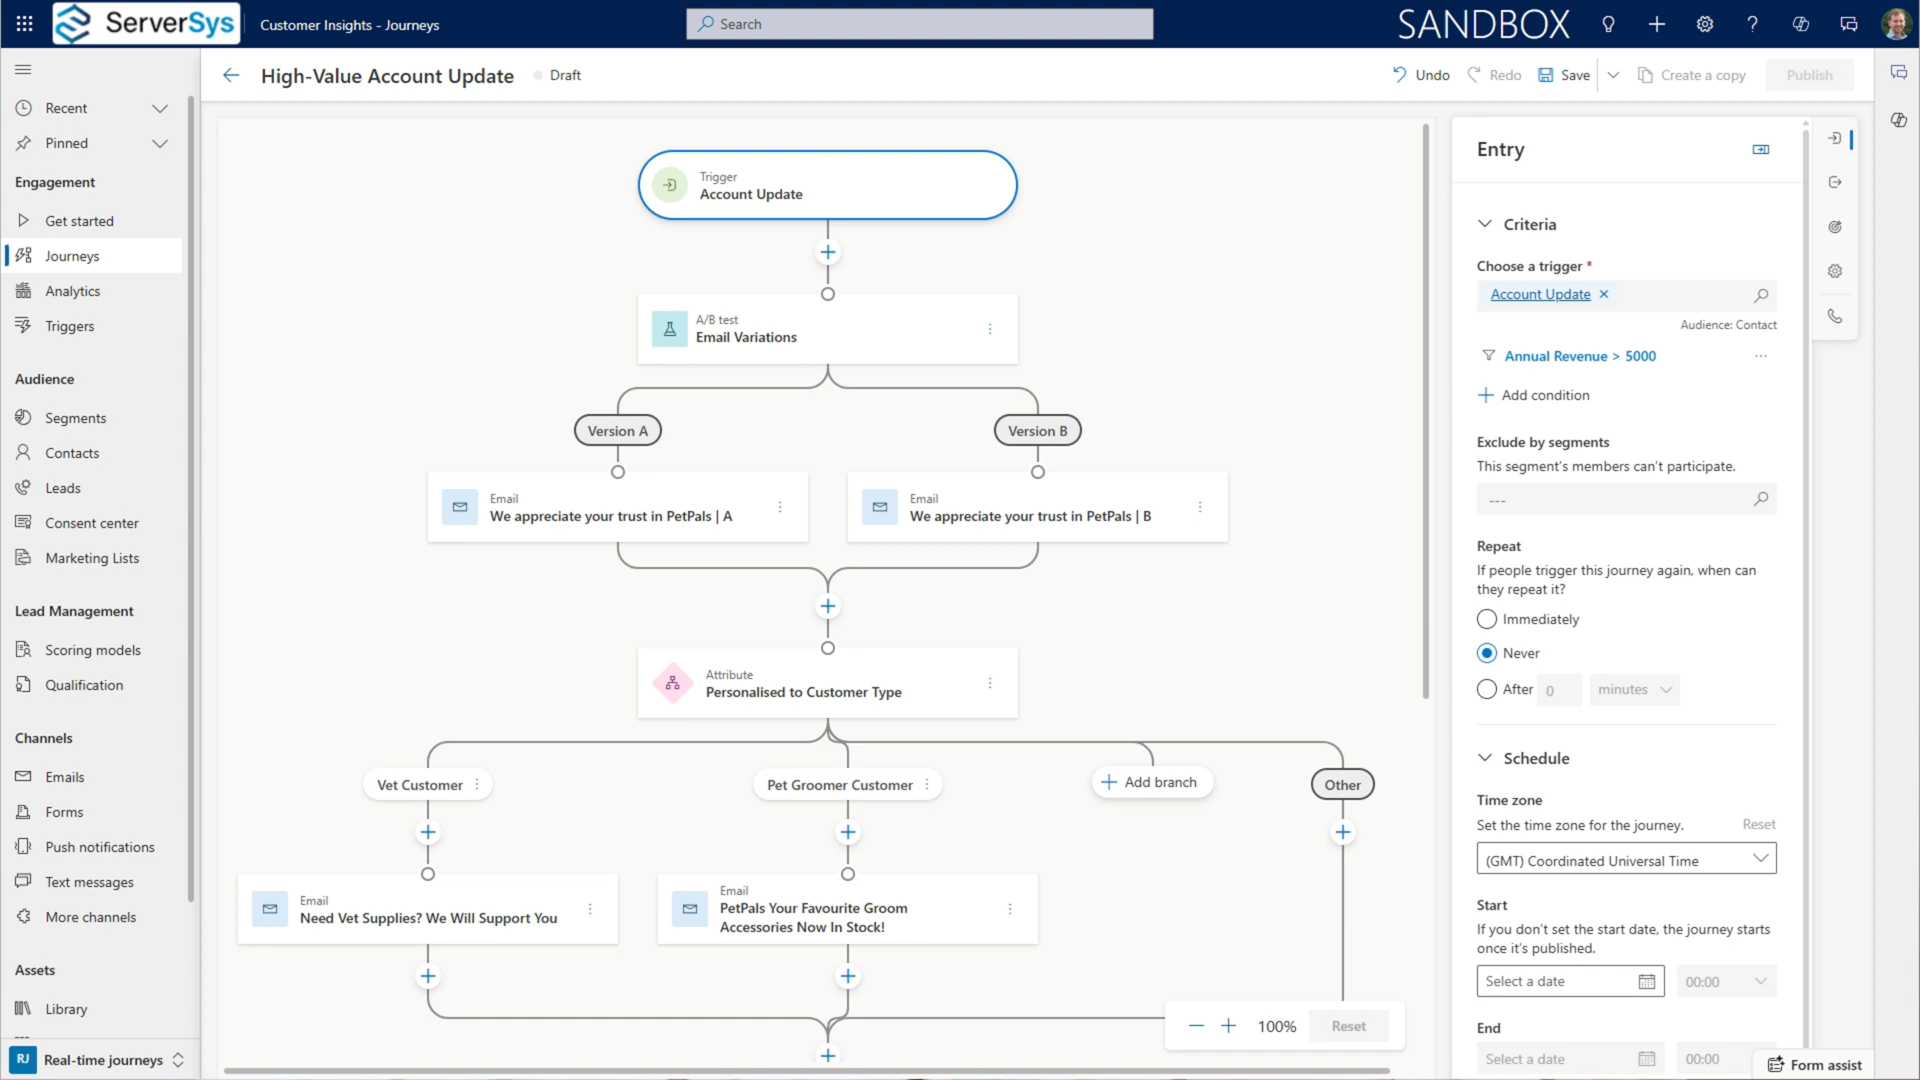 ServerSys
Customer Insights - Journeys
Search
SANDBOX
High-Value Account Update
Draft
Undo
Redo
Save
Create a copy
Publish
Recent
Pinned
Engagement
Get started
Journeys
Analytics
Triggers
Audience
Segments
Contacts
Leads
Consent center
Marketing Lists
Lead Management
Scoring models
Qualification
Channels
Emails
Forms
Push notifications
Text messages
More channels
Assets
Library
RJ Real-time journeys
Trigger
Account Update
A/B test
Email Variations
Version A
Version B
Email
We appreciate your trust in PetPals | A
Email
We appreciate your trust in PetPals | B
Attribute
Personalised to Customer Type
Vet Customer
Pet Groomer Customer
Add branch
Other
Email
Need Vet Supplies? We Will Support You
Email
PetPals Your Favourite Groom
Accessories Now In Stock!
100%
Reset
Entry
Criteria
Choose a trigger *
Account Update
Audience: Contact
Annual Revenue > 5000
Add condition
Exclude by segments
This segment's members can't participate.
---
Repeat
If people trigger this journey again, when can
they repeat it?
Immediately
Never
After 0 minutes
Schedule
Time zone
Set the time zone for the journey.
Reset
(GMT) Coordinated Universal Time
Start
If you don't set the start date, the journey starts
once it's published.
Select a date
00:00
End
Select a date
00:00
Form assist